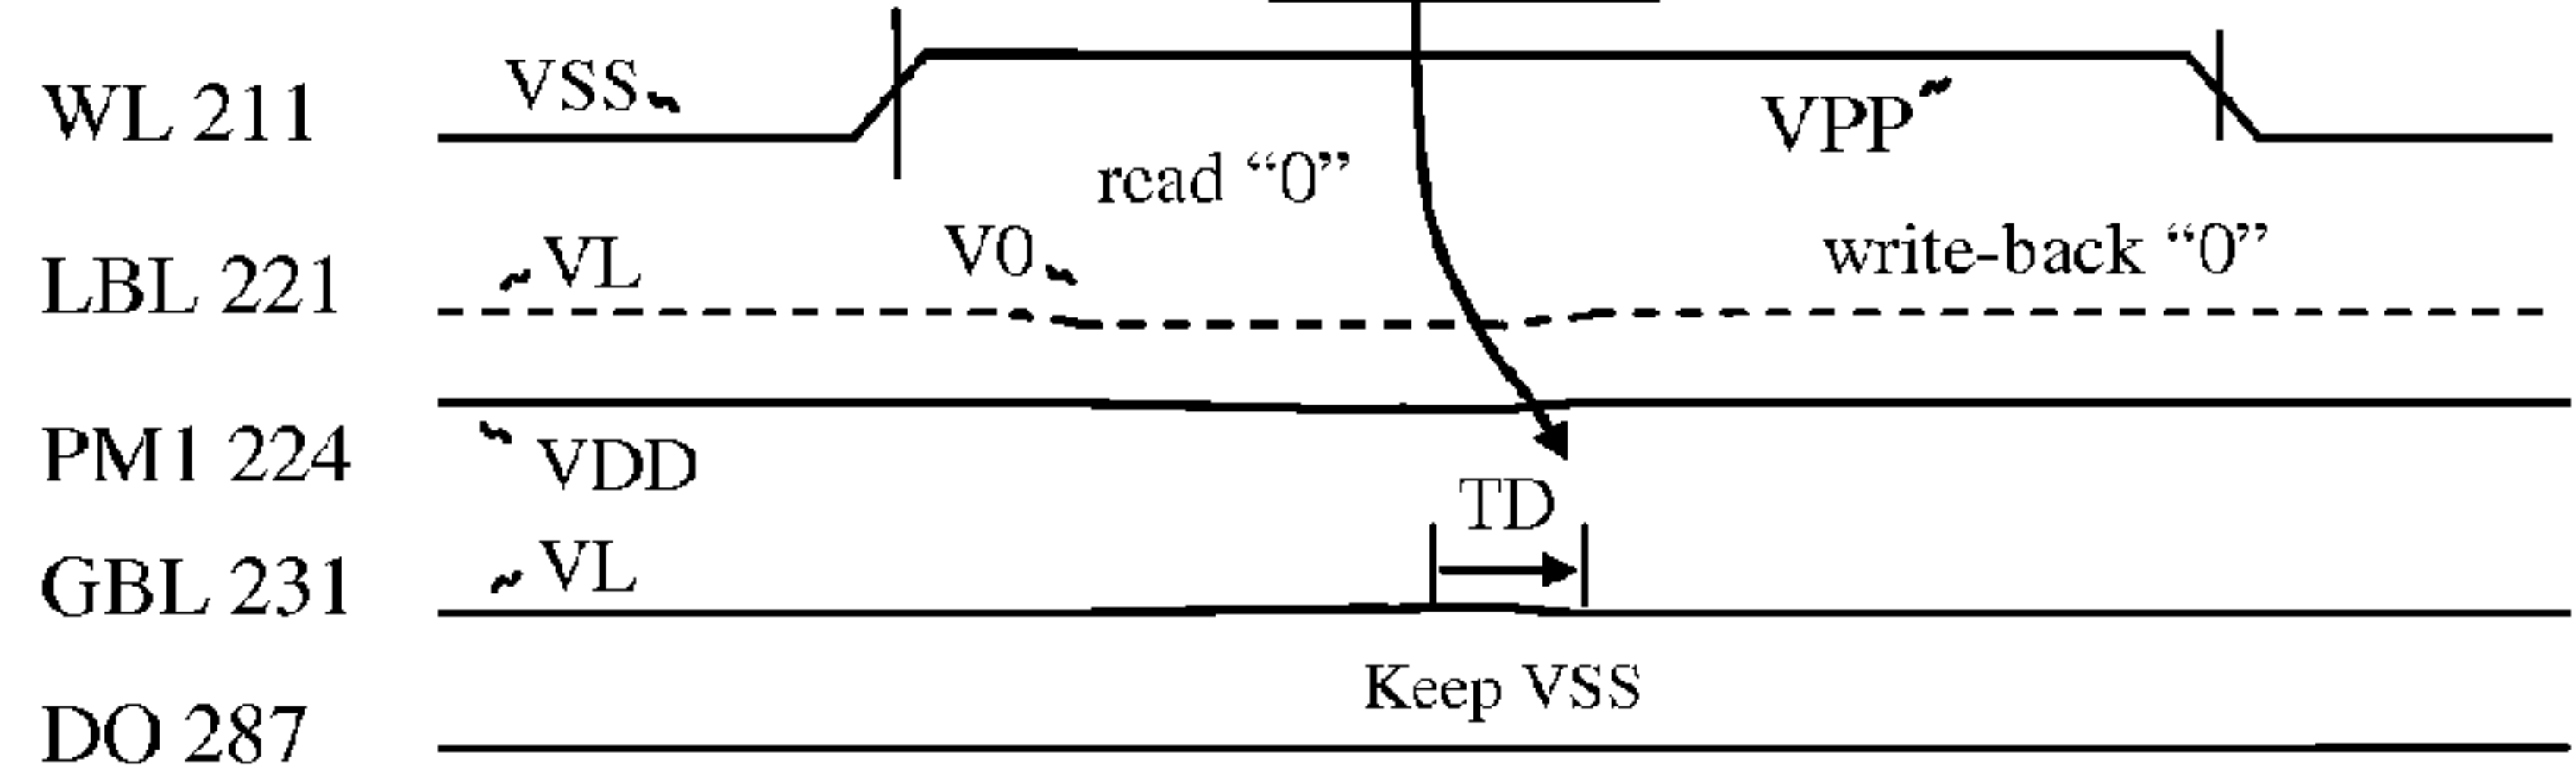 WL 211 VSS VPP
read “0”
LBL 221 VL V0 write-back “0”
PM1 224 VDD
TD
GBL 231 VL
Keep VSS
DO 287